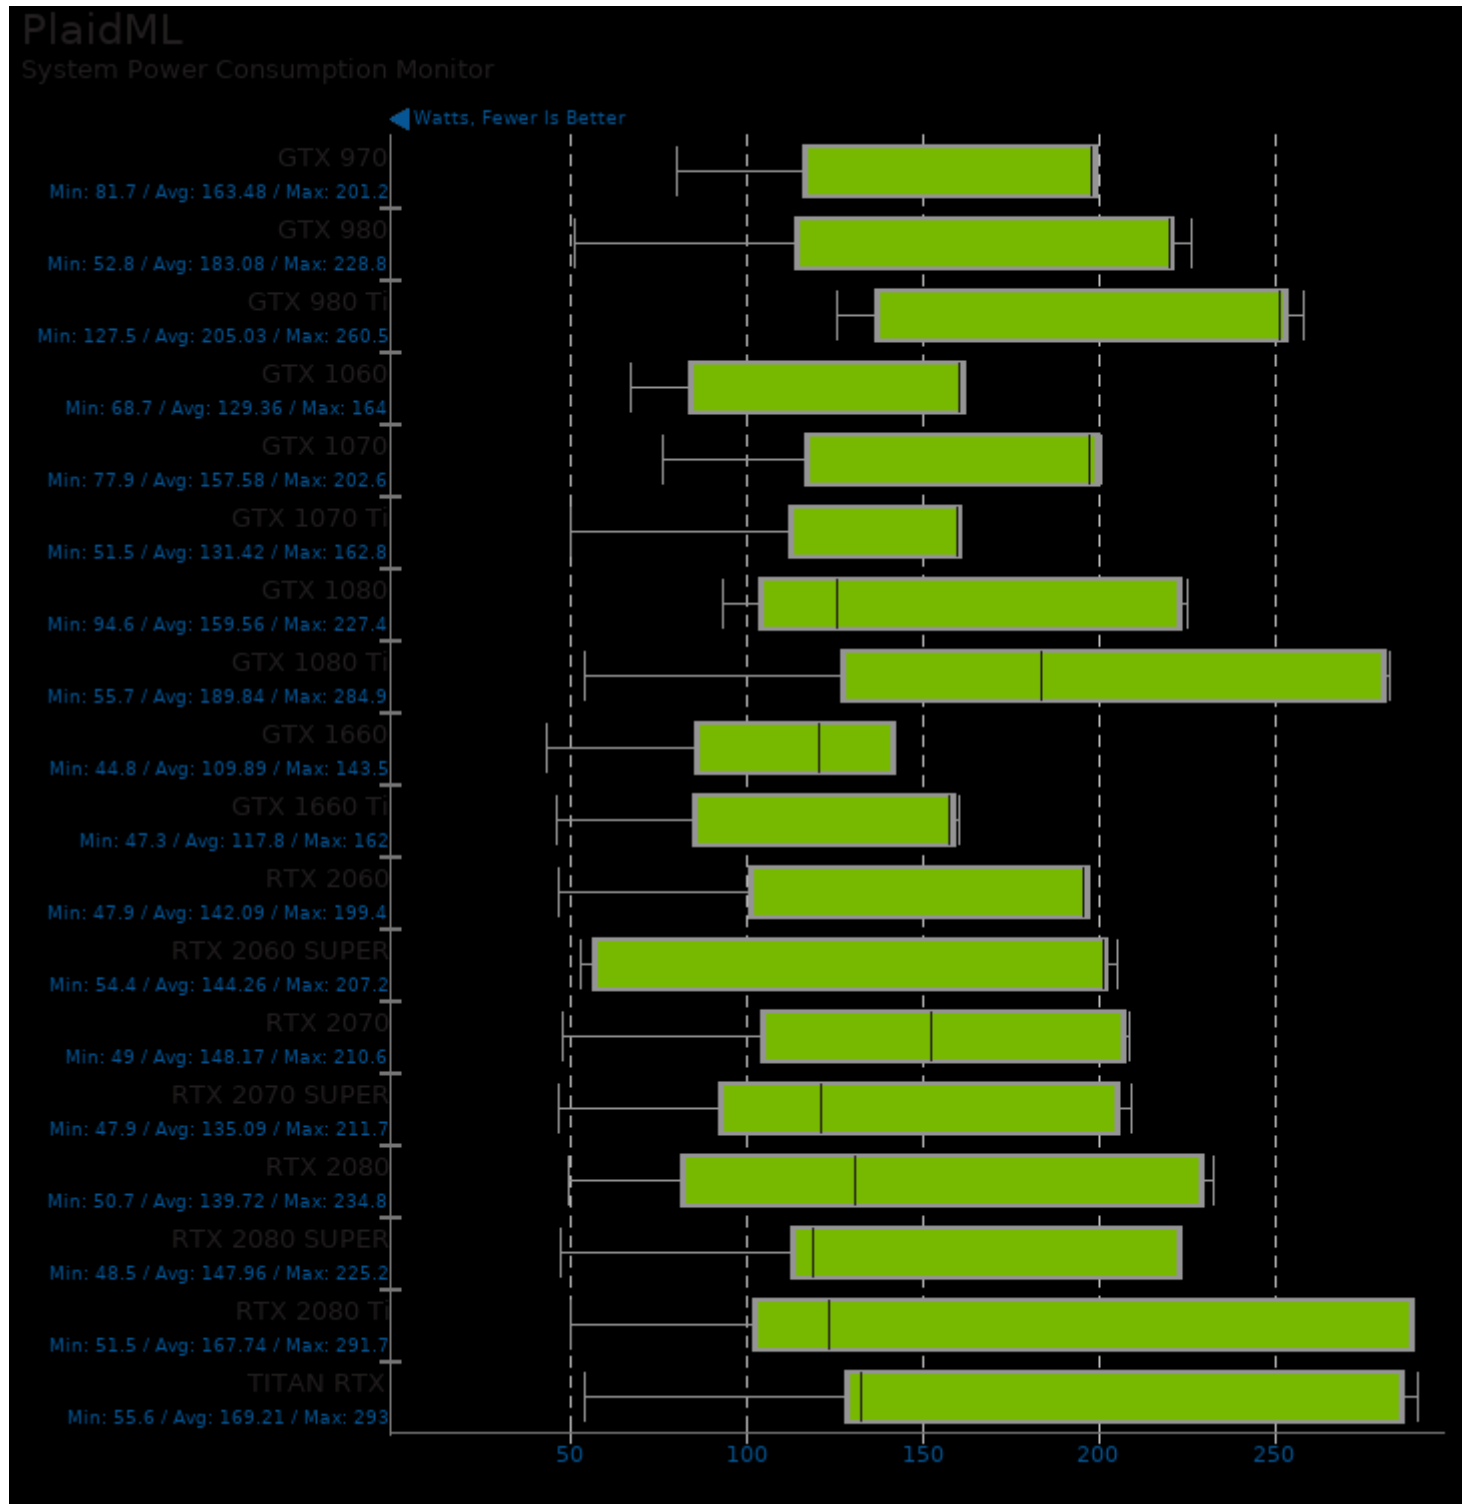 PlaidML
System Power Consumption Monitor
Watts, Fewer Is Better
GTX 970
Min: 81.7 / Avg: 163.48 / Max: 201.2
GTX 980
Min: 52.8 / Avg: 183.08 / Max: 228.8
GTX 980 Ti
Min: 127.5 / Avg: 205.03 / Max: 260.5
GTX 1060
Min: 68.7 / Avg: 129.36 / Max: 164
GTX 1070
Min: 77.9 / Avg: 157.58 / Max: 202.6
GTX 1070 Ti
Min: 51.5 / Avg: 131.42 / Max: 162.8
GTX 1080
Min: 94.6 / Avg: 159.56 / Max: 227.4
GTX 1080 Ti
Min: 55.7 / Avg: 189.84 / Max: 284.9
GTX 1660
Min: 44.8 / Avg: 109.89 / Max: 143.5
GTX 1660 Ti
Min: 47.3 / Avg: 117.8 / Max: 162
RTX 2060
Min: 47.9 / Avg: 142.09 / Max: 199.4
RTX 2060 SUPER
Min: 54.4 / Avg: 144.26 / Max: 207.2
RTX 2070
Min: 49 / Avg: 148.17 / Max: 210.6
RTX 2070 SUPER
Min: 47.9 / Avg: 135.09 / Max: 211.7
RTX 2080
Min: 50.7 / Avg: 139.72 / Max: 234.8
RTX 2080 SUPER
Min: 48.5 / Avg: 147.96 / Max: 225.2
RTX 2080 Ti
Min: 51.5 / Avg: 167.74 / Max: 291.7
TITAN RTX
Min: 55.6 / Avg: 169.21 / Max: 293
50 100 150 200 250